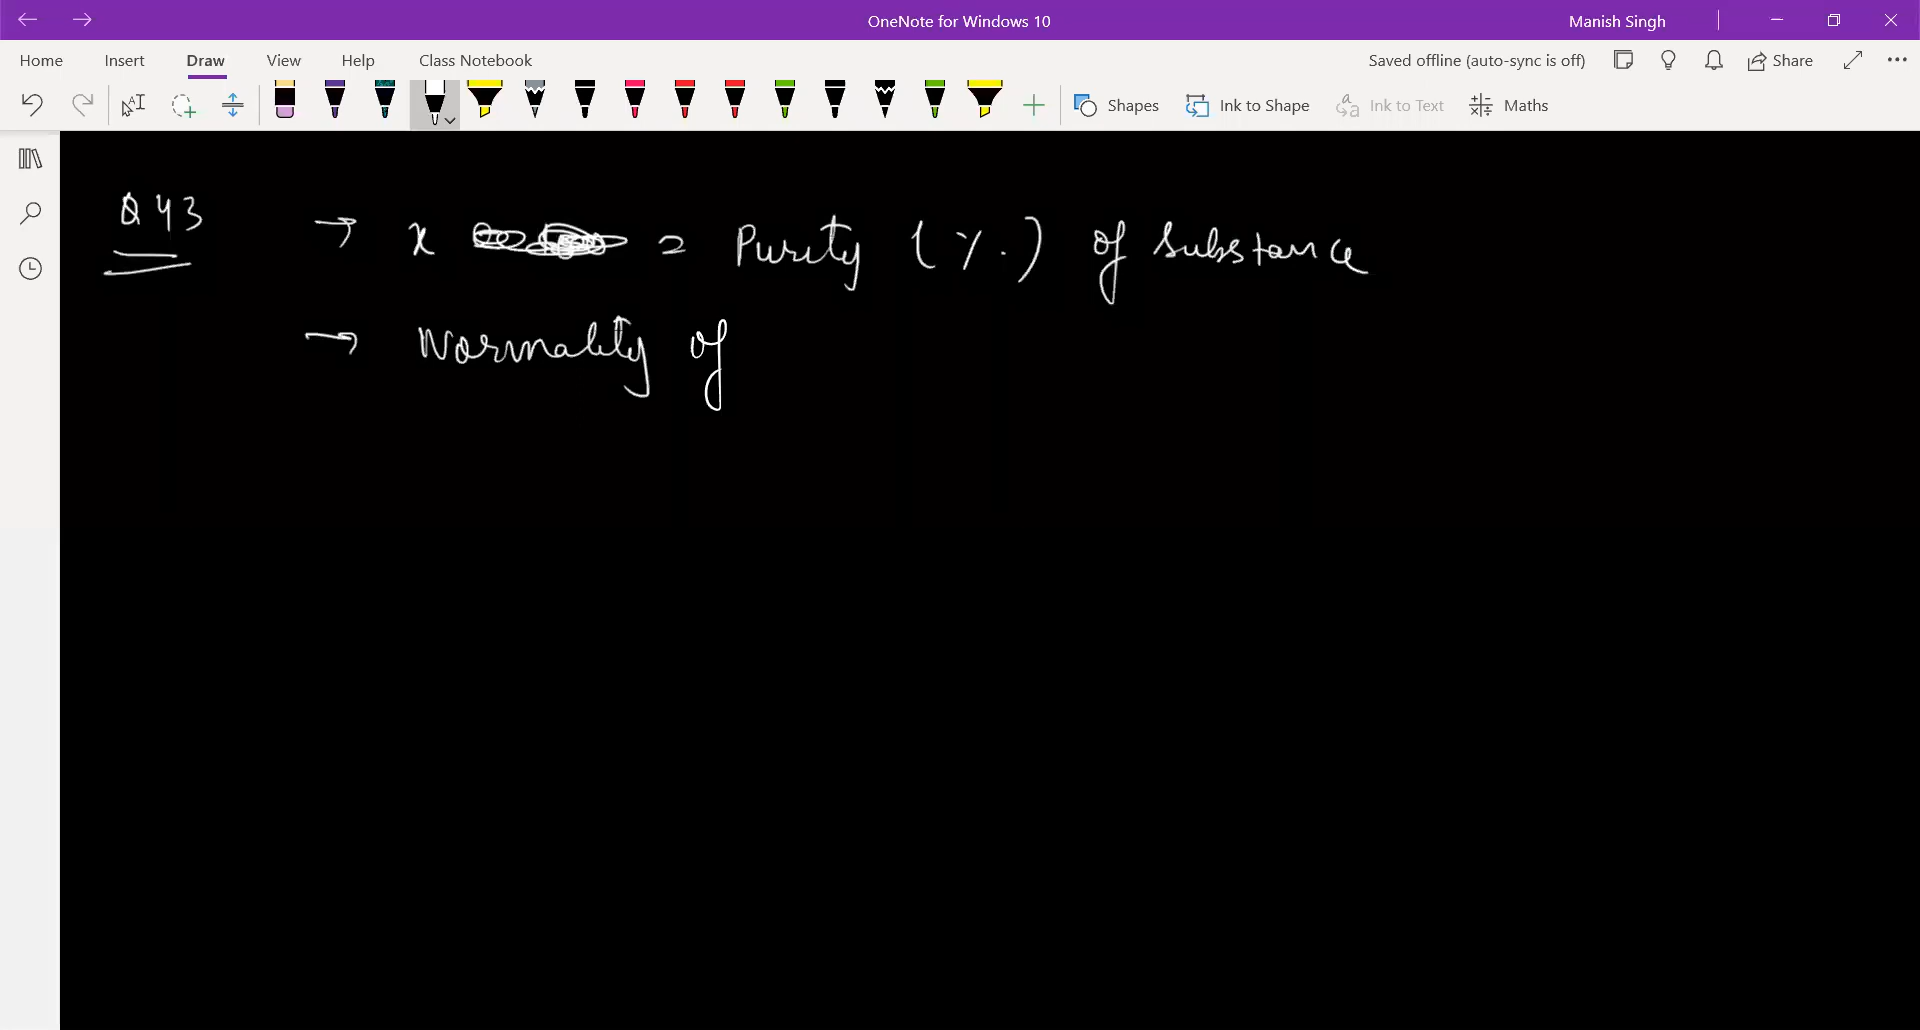 OneNote for Windows 10
Manish Singh
Home Insert Draw View Help Class Notebook
Saved offline (auto-sync is off) Share
Shapes Ink to Shape Ink to Text Maths
Q 43 → x = Purity (%.) of substance
→ Normality of